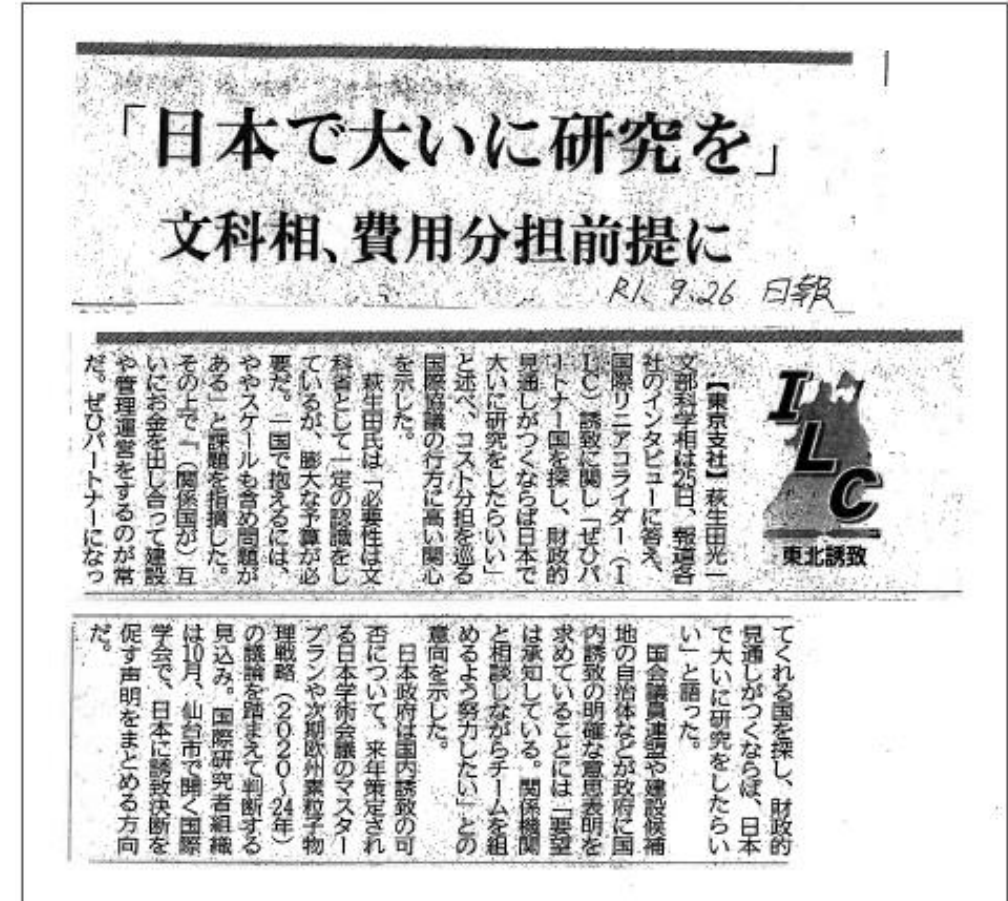 「日本で大いに研究を」
文科相、費用分担前提に
R1. 9.26 日報
ILC
東北誘致
【東京支社】萩生田光一
文部科学相は25日、報道各
社のインタビューに答え、
国際リニアコライダー（I
LC）誘致に関し「ぜひパ
ートナー国を探し、財政的
見通しがつくならば日本で
大いに研究をしたらいい」
と述べ、コスト分担を巡る
国際協議の行方に高い関心
を示した。
萩生田氏は「必要性は文
科省として一定の認識をし
ているが、膨大な予算が必
要だ。一国で抱えるには、
ややスケールも含め問題が
ある」と課題を指摘した。
その上で「（関係国が）互
いにお金を出し合って建設
や管理運営をするのが常
だ。ぜひパートナーになっ
てくれる国を探し、財政的
見通しがつくならば、日本
で大いに研究をしたらい
い」と語った。
国会議員連盟や建設候補
地の自治体などが政府に国
内誘致の明確な意思表明を
求めていることには「要望
は承知している。関係機関
と相談しながらチームを組
めるよう努力したい」との
意向を示した。
日本政府は国内誘致の可
否について、来年策定され
る日本学術会議のマスター
プランや次期欧州素粒子物
理戦略（2020～24年）
の議論を踏まえて判断する
見込み。国際研究者組織
は10月、仙台市で開く国際
学会で、日本に誘致決断を
促す声明をまとめる方向
だ。